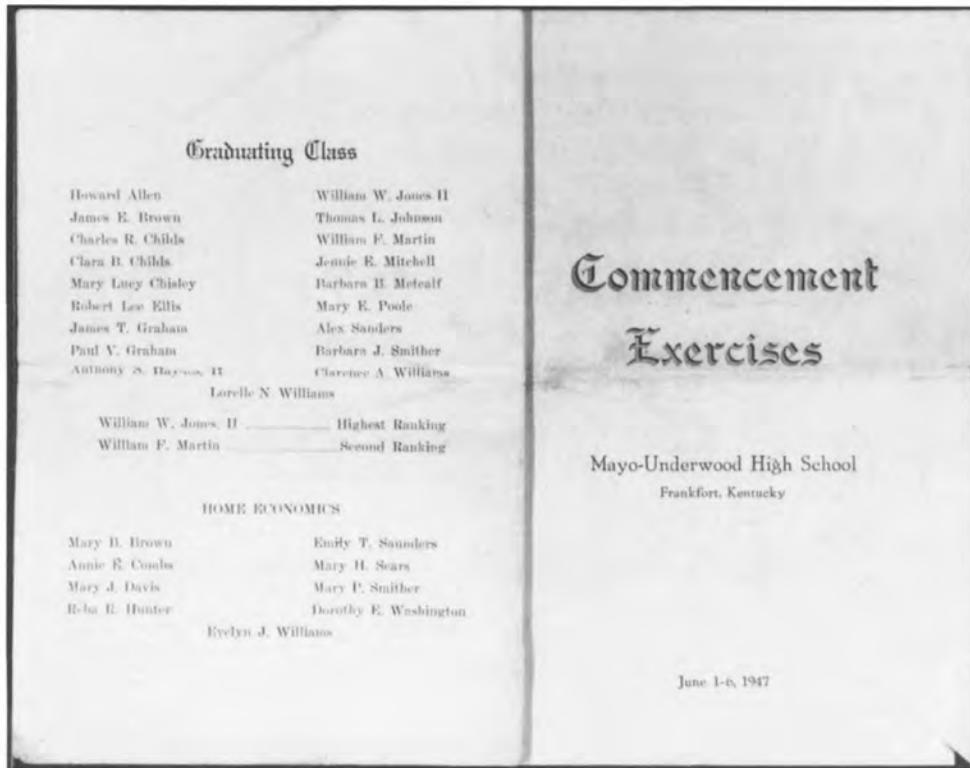 Graduating Class
Howard Allen
James E. Brown
Charles R. Childs
Clara B. Childs
Mary Lucy Chisley
Robert Lee Ellis
James T. Graham
Paul V. Graham
Anthony S. II
William W. Jones II
Thomas L. Johnson
William F. Martin
Jennie E. Mitchell
Barbara B. Metcalf
Mary E. Poole
Alex Sanders
Barbara J. Smither
Clarence A. Williams
Lorelle N. Williams
William W. Jones, II Highest Ranking
William F. Martin Second Ranking
HOME ECONOMICS
Mary B. Brown
Annie E. Combs
Mary J. Davis
Reba R. Hunter
Emily T. Saunders
Mary H. Sears
Mary P. Smither
Dorothy E. Washington
Evelyn J. Williams
Commencement
Exercises
Mayo-Underwood High School
Frankfort, Kentucky
June 1-6, 1947